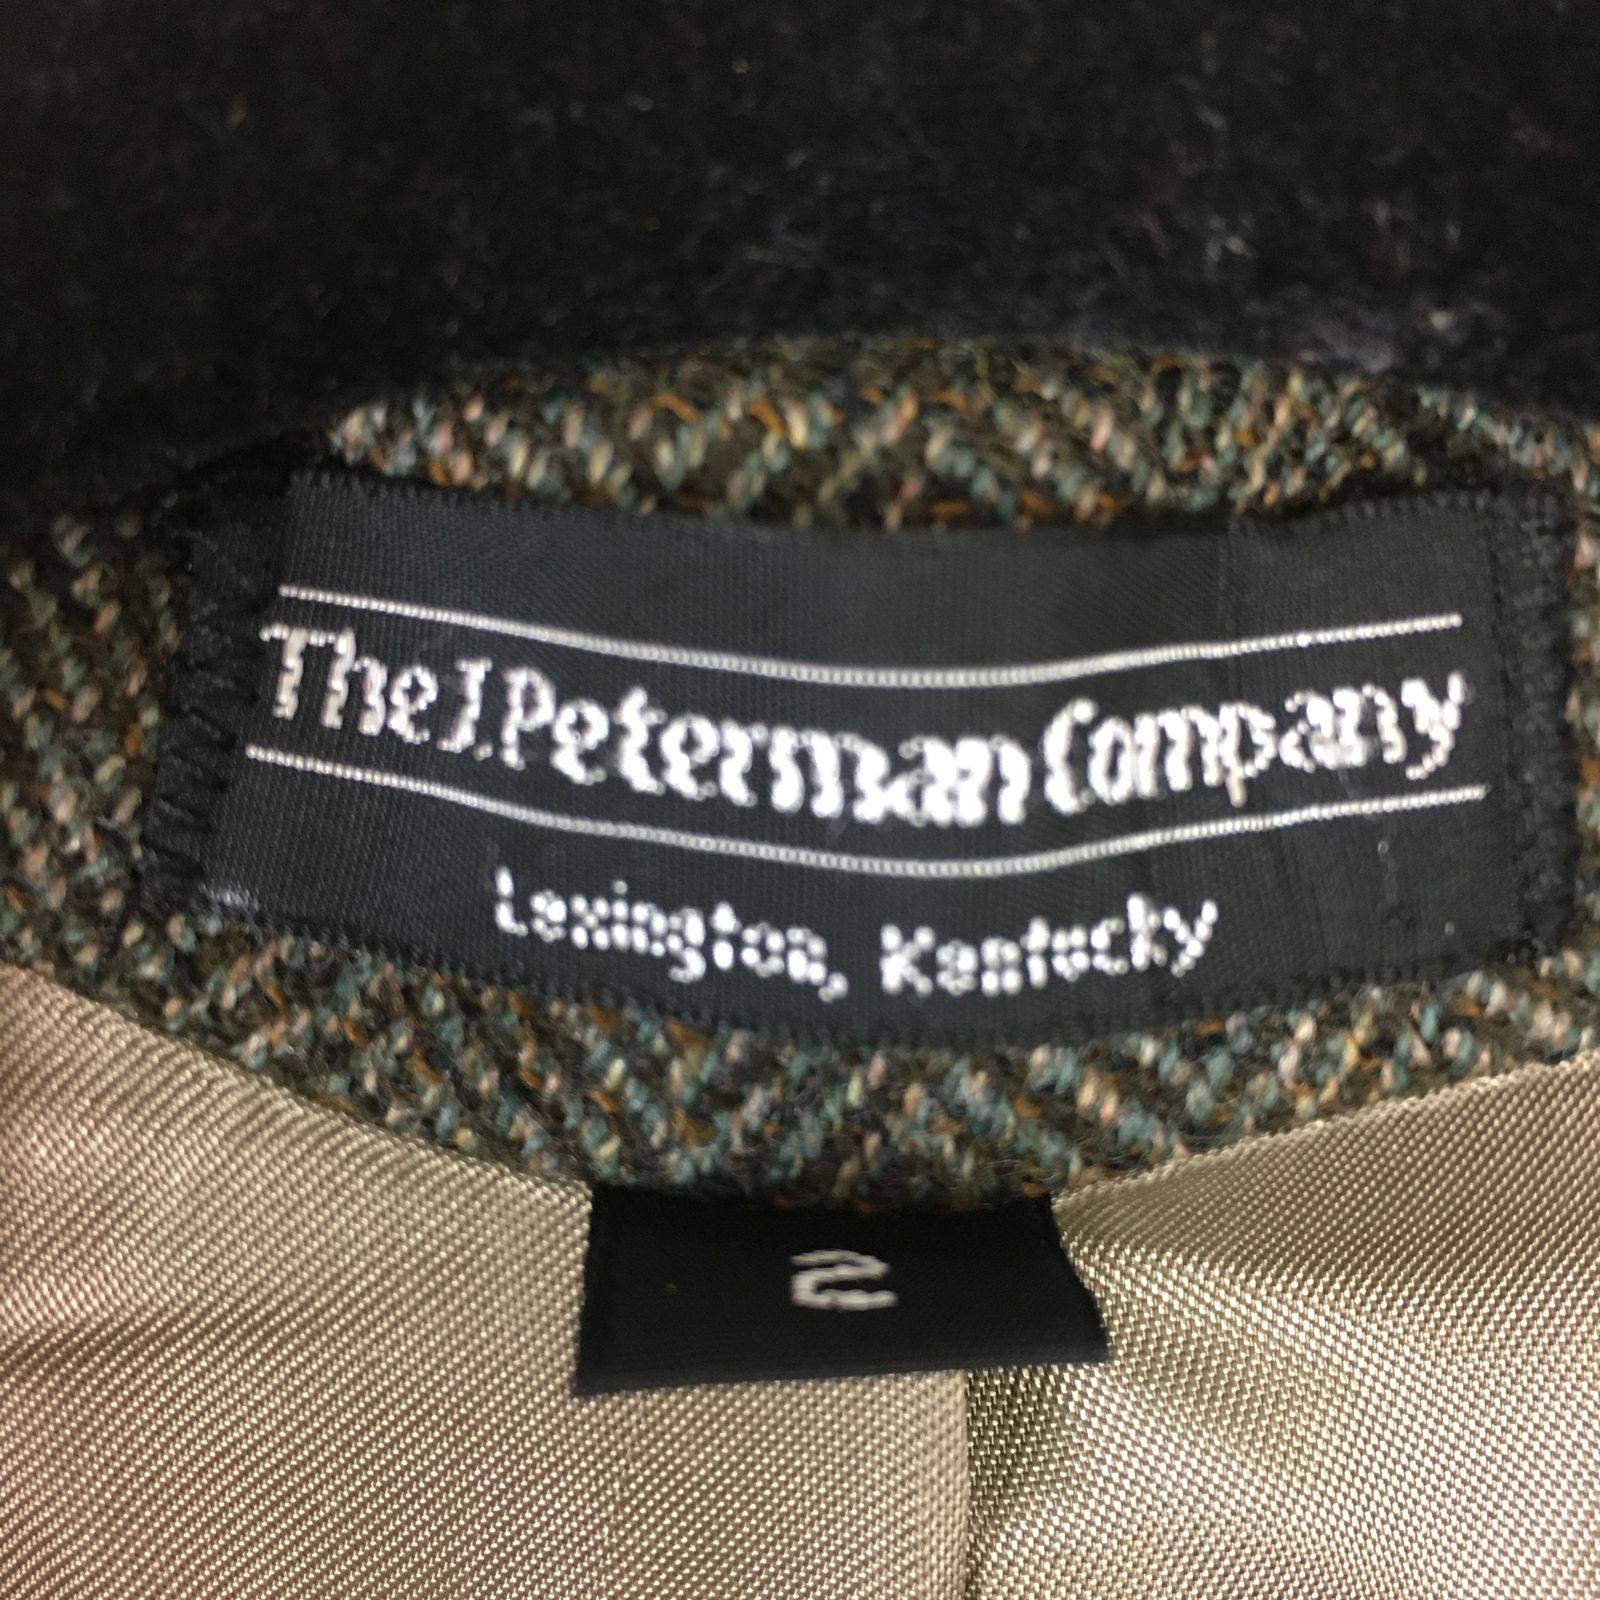 The J. Peterman Company
Lexington, Kentucky
2